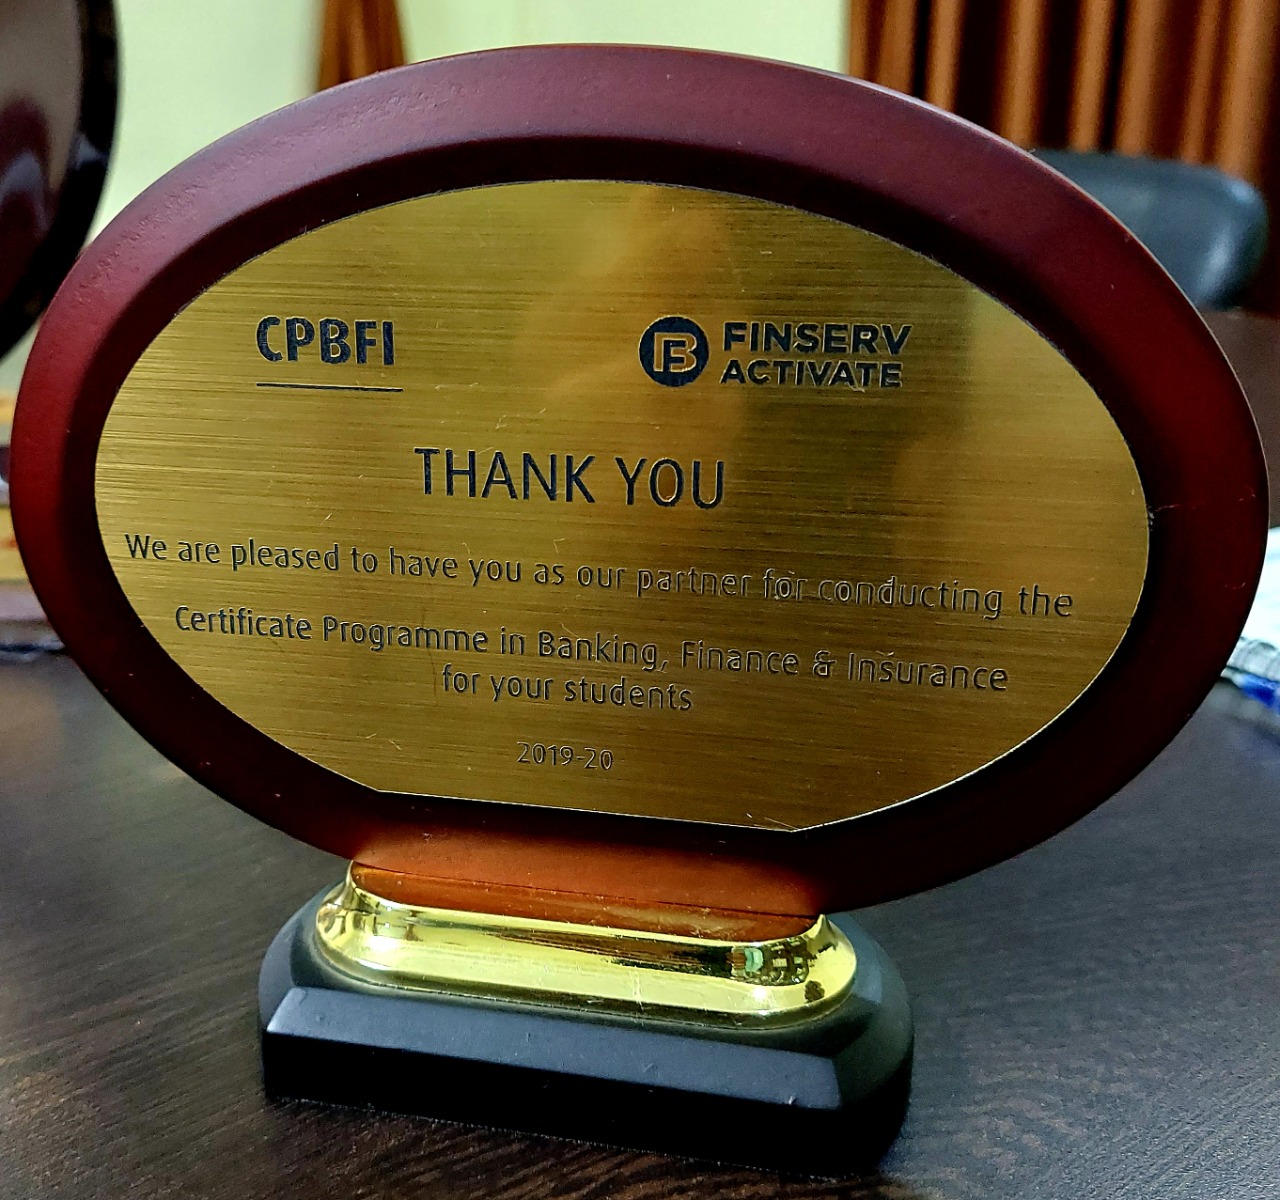 CPBFI
FINSERV
ACTIVATE
THANK YOU
We are pleased to have you as our partner for conducting the
Certificate Programme in Banking, Finance & Insurance
for your students
2019-20